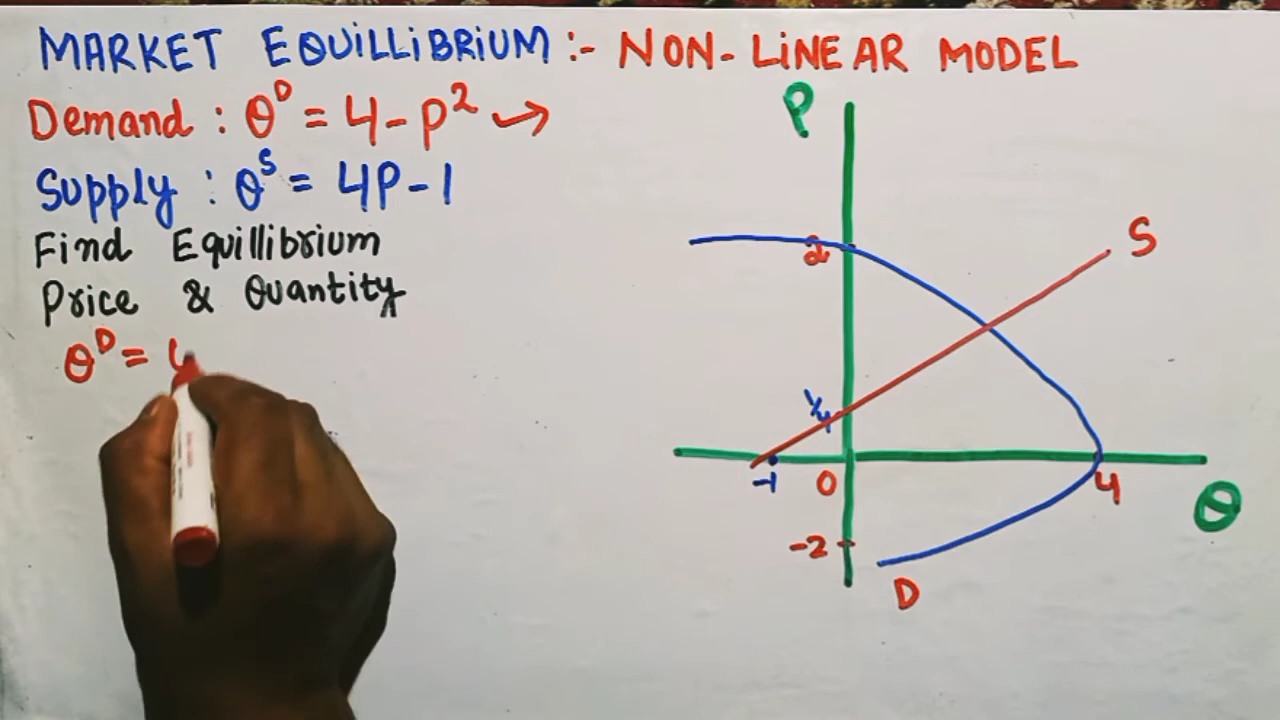 MARKET EQUILLIBRIUM :- NON-LINEAR MODEL
Demand : Q^D = 4 - P² →
Supply : Q^S = 4P - 1
Find Equillibrium
Price & Quantity
Q^D =
P
2
S
1/4
-1
0
4
Q
-2
D